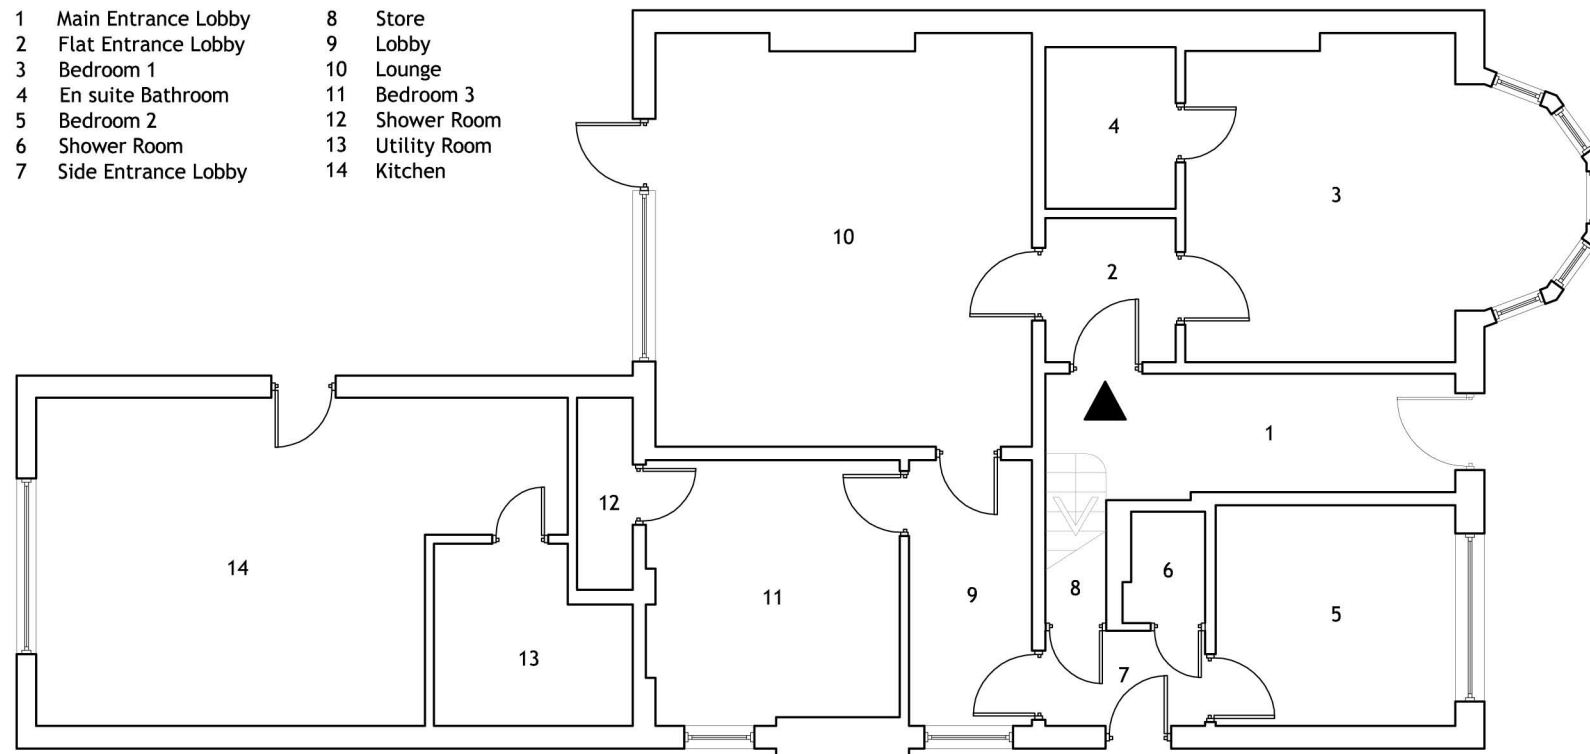 1 Main Entrance Lobby
2 Flat Entrance Lobby
3 Bedroom 1
4 En suite Bathroom
5 Bedroom 2
6 Shower Room
7 Side Entrance Lobby
8 Store
9 Lobby
10 Lounge
11 Bedroom 3
12 Shower Room
13 Utility Room
14 Kitchen
4
3
10
2
1
12
14
11
9
8
6
5
13
7